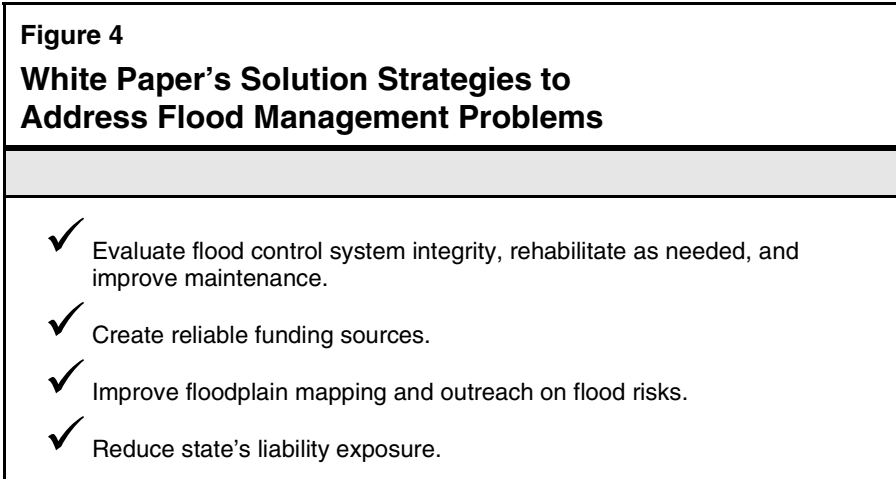 Figure 4
White Paper's Solution Strategies to
Address Flood Management Problems
Evaluate flood control system integrity, rehabilitate as needed, and
improve maintenance.
Create reliable funding sources.
Improve floodplain mapping and outreach on flood risks.
Reduce state's liability exposure.